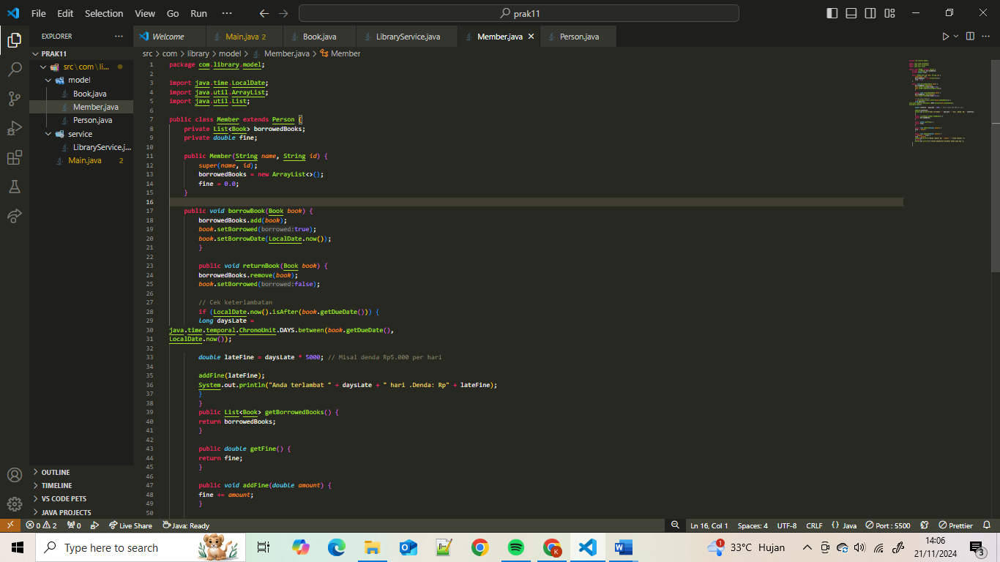 File Edit Selection View Go Run ··· prak11
EXPLORER ···
Welcome Main.java 2 Book.java LibraryService.java Member.java Person.java
PRAK11
src\com\li...
model
Book.java
Member.java
Person.java
service
LibraryService.j...
Main.java 2
OUTLINE
TIMELINE
VS CODE PETS
JAVA PROJECTS
src > com > library > model > Member.java > Member
1 package com.library.model;
2
3 import java.time.LocalDate;
4 import java.util.ArrayList;
5 import java.util.List;
6
7 public class Member extends Person {
8 private List<Book> borrowedBooks;
9 private double fine;
10
11 public Member(String name, String id) {
12 super(name, id);
13 borrowedBooks = new ArrayList<>();
14 fine = 0.0;
15 }
16
17 public void borrowBook(Book book) {
18 borrowedBooks.add(book);
19 book.setBorrowed(borrowed:true);
20 book.setBorrowDate(LocalDate.now());
21 }
22
23 public void returnBook(Book book) {
24 borrowedBooks.remove(book);
25 book.setBorrowed(borrowed:false);
26
27 // Cek keterlambatan
28 if (LocalDate.now().isAfter(book.getDueDate())) {
29 long daysLate =
30 java.time.temporal.ChronoUnit.DAYS.between(book.getDueDate(),
31 LocalDate.now());
32
33 double lateFine = daysLate * 5000; // Misal denda Rp5.000 per hari
34
35 addFine(lateFine);
36 System.out.println("Anda terlambat " + daysLate + " hari .Denda: Rp" + lateFine);
37 }
38 }
39 public List<Book> getBorrowedBooks() {
40 return borrowedBooks;
41 }
42
43 public double getFine() {
44 return fine;
45 }
46
47 public void addFine(double amount) {
48 fine += amount;
49 }
50
0 2 0 Live Share Java: Ready Ln 16, Col 1 Spaces: 4 UTF-8 CRLF {} Java Port : 5500 Prettier
Type here to search 1 33°C Hujan 14:06
21/11/2024 3